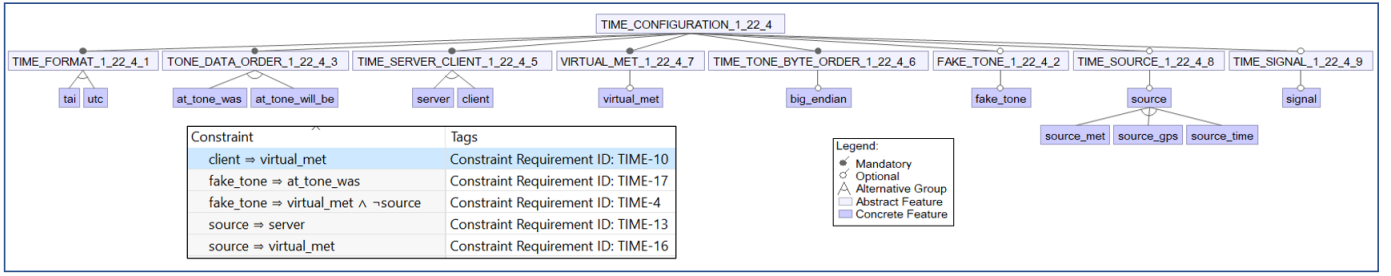 TIME_CONFIGURATION_1_22_4
TIME_FORMAT_1_22_4_1 TONE_DATA_ORDER_1_22_4_3 TIME_SERVER_CLIENT_1_22_4_5 VIRTUAL_MET_1_22_4_7 TIME_TONE_BYTE_ORDER_1_22_4_6 FAKE_TONE_1_22_4_2 TIME_SOURCE_1_22_4_8 TIME_SIGNAL_1_22_4_9
tai utc at_tone_was at_tone_will_be server client virtual_met big_endian fake_tone source signal
source_met source_gps source_time
Constraint Tags
client ⇒ virtual_met Constraint Requirement ID: TIME-10
fake_tone ⇒ at_tone_was Constraint Requirement ID: TIME-17
fake_tone ⇒ virtual_met ∧ ¬source Constraint Requirement ID: TIME-4
source ⇒ server Constraint Requirement ID: TIME-13
source ⇒ virtual_met Constraint Requirement ID: TIME-16
Legend:
Mandatory
Optional
Alternative Group
Abstract Feature
Concrete Feature